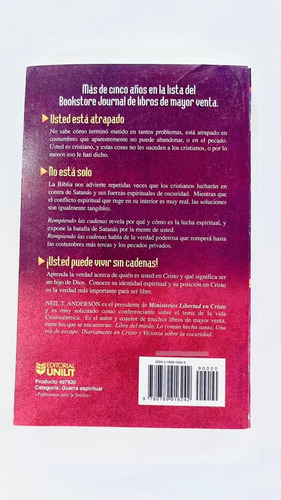 Más de cinco años en la lista del
Bookstore Journal de libros de mayor venta.
Usted está atrapado
No sabe cómo terminó metido en tantos problemas, está atrapado en
costumbres que aparentemente no puede abandonar, o en el pecado.
Usted es cristiano, y estas cosas no les suceden a los cristianos, o por lo
menos eso le han dicho.
No está solo
La Biblia nos advierte repetidas veces que los cristianos lucharán en
contra de Satanás y sus fuerzas espirituales de oscuridad. Mientras que
el conflicto espiritual que ruge en su interior es muy real, las soluciones
son igualmente tangibles.
Rompiendo las cadenas revela por qué y cómo es la lucha espiritual, y
expone la batalla de Satanás por la mente de usted.
Rompiendo las cadenas habla de la verdad poderosa que romperá hasta
las costumbres más tercas y los pecados privados.
¡Usted puede vivir sin cadenas!
Aprenda la verdad acerca de quién es usted en Cristo y qué significa ser
un hijo de Dios. Conocer su identidad espiritual y su posición en Cristo
es la verdad más importante para ser libre.
NEIL T. ANDERSON es el presidente de Ministerios Libertad en Cristo
y es muy solicitado como conferenciante sobre el tema de la vida
Cristocéntrica. Es el autor y coautor de muchos libros de mayor venta,
entre los que se encuentran: Libre del miedo, Lo común hecho santo, Una
vía de escape, Diariamente en Cristo y Victoria sobre la oscuridad.
EDITORIAL
UNILIT
Producto 497630
Categoría: Guerra espiritual
«Publicamos para la familia»
90000